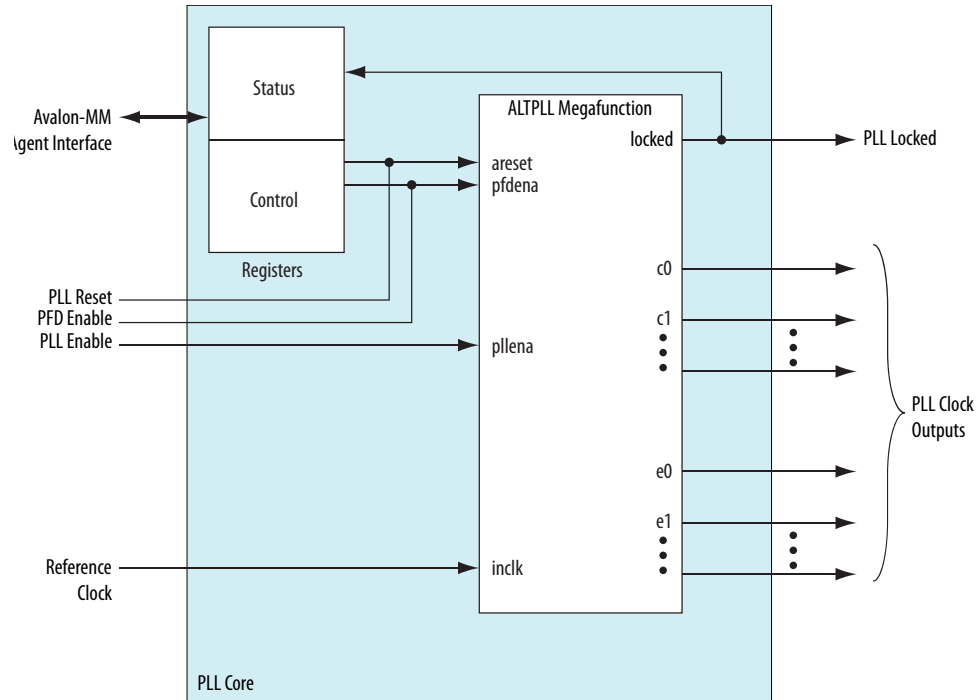 Status
ALTPLL Megafunction
Avalon-MM
Agent Interface
locked
PLL Locked
areset
pfdena
Control
Registers
c0
PLL Reset
PFD Enable
c1
PLL Enable
pllena
PLL Clock
Outputs
e0
e1
Reference
Clock
inclk
PLL Core